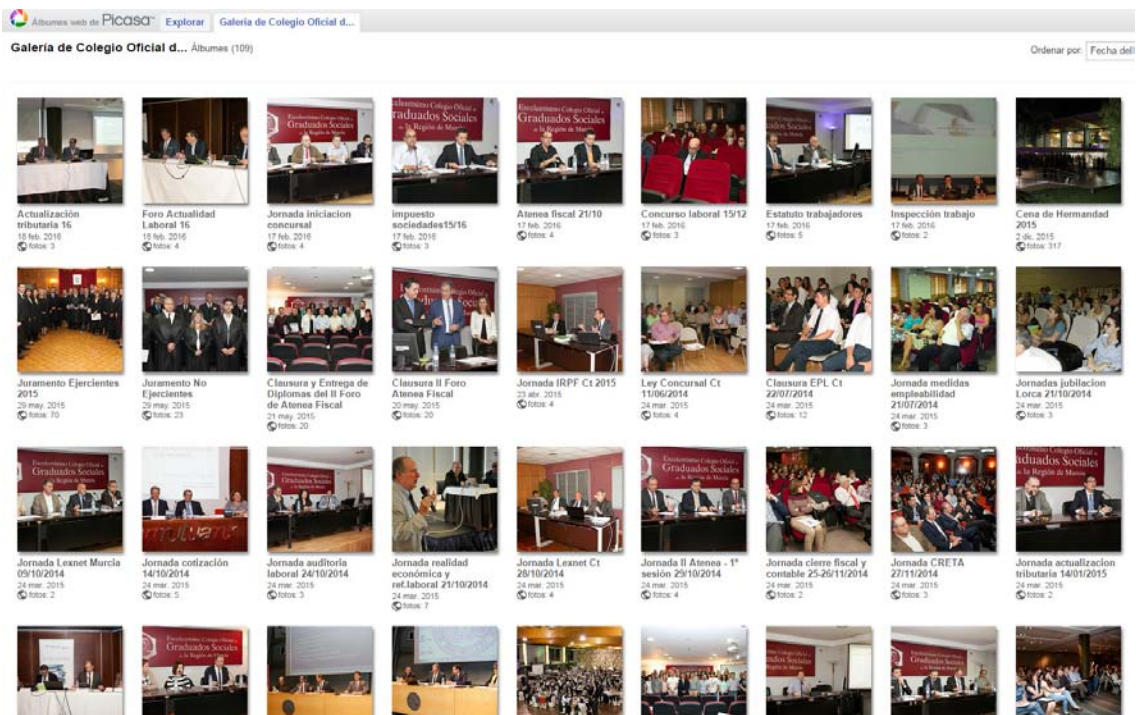 Álbumes web de Picasa™ Explorar Galería de Colegio Oficial d...
Galería de Colegio Oficial d... Álbumes (109)
Ordenar por: Fecha del
Actualización
tributaria 16
18 feb. 2016
fotos: 3
Foro Actualidad
Laboral 16
18 feb. 2016
fotos: 4
Jornada iniciacion
concursal
17 feb. 2016
fotos: 4
impuesto
sociedades15/16
17 feb. 2016
fotos: 3
Atenea fiscal 21/10
17 feb. 2016
fotos: 4
Concurso laboral 15/12
17 feb. 2016
fotos: 3
Estatuto trabajadores
17 feb. 2016
fotos: 5
Inspección trabajo
17 feb. 2016
fotos: 2
Cena de Hermandad
2015
2 dic. 2015
fotos: 317
Juramento Ejercientes
2015
29 may. 2015
fotos: 70
Juramento No
Ejercientes
29 may. 2015
fotos: 23
Clausura y Entrega de
Diplomas del II Foro
de Atenea Fiscal
21 may. 2015
fotos: 20
Clausura II Foro
Atenea Fiscal
20 may. 2015
fotos: 20
Jornada IRPF Ct 2015
23 abr. 2015
fotos: 4
Ley Concursal Ct
11/06/2014
24 mar. 2015
fotos: 4
Clausura EPL Ct
22/07/2014
24 mar. 2015
fotos: 12
Jornada medidas
empleabilidad
21/07/2014
24 mar. 2015
fotos: 3
Jornadas jubilacion
Lorca 21/10/2014
24 mar. 2015
fotos: 3
Jornada Lexnet Murcia
09/10/2014
24 mar. 2015
fotos: 2
Jornada cotización
14/10/2014
24 mar. 2015
fotos: 5
Jornada auditoria
laboral 24/10/2014
24 mar. 2015
fotos: 3
Jornada realidad
económica y
ref.laboral 21/10/2014
24 mar. 2015
fotos: 7
Jornada Lexnet Ct
28/10/2014
24 mar. 2015
fotos: 4
Jornada II Atenea - 1ª
sesión 29/10/2014
24 mar. 2015
fotos: 4
Jornada cierre fiscal y
contable 25-26/11/2014
24 mar. 2015
fotos: 2
Jornada CRETA
27/11/2014
24 mar. 2015
fotos: 3
Jornada actualizacion
tributaria 14/01/2015
24 mar. 2015
fotos: 2